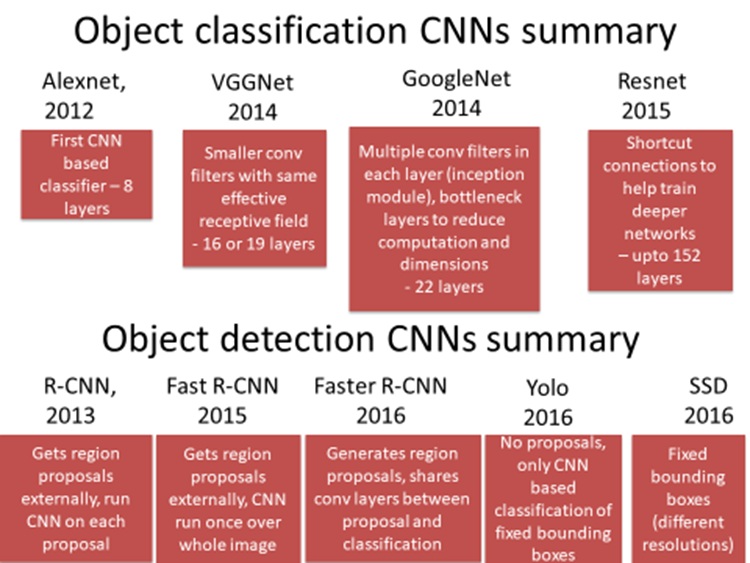 Object classification CNNs summary
Alexnet,
2012
First CNN
based
classifier – 8
layers
VGGNet
2014
Smaller conv
filters with same
effective
receptive field
- 16 or 19 layers
GoogleNet
2014
Multiple conv filters in
each layer (inception
module), bottleneck
layers to reduce
computation and
dimensions
- 22 layers
Resnet
2015
Shortcut
connections to
help train
deeper
networks
– upto 152
layers
Object detection CNNs summary
R-CNN,
2013
Gets region
proposals
externally, run
CNN on each
proposal
Fast R-CNN
2015
Gets region
proposals
externally, CNN
run once over
whole image
Faster R-CNN
2016
Generates region
proposals, shares
conv layers between
proposal and
classification
Yolo
2016
No proposals,
only CNN
based
classification of
fixed bounding
boxes
SSD
2016
Fixed
bounding
boxes
(different
resolutions)